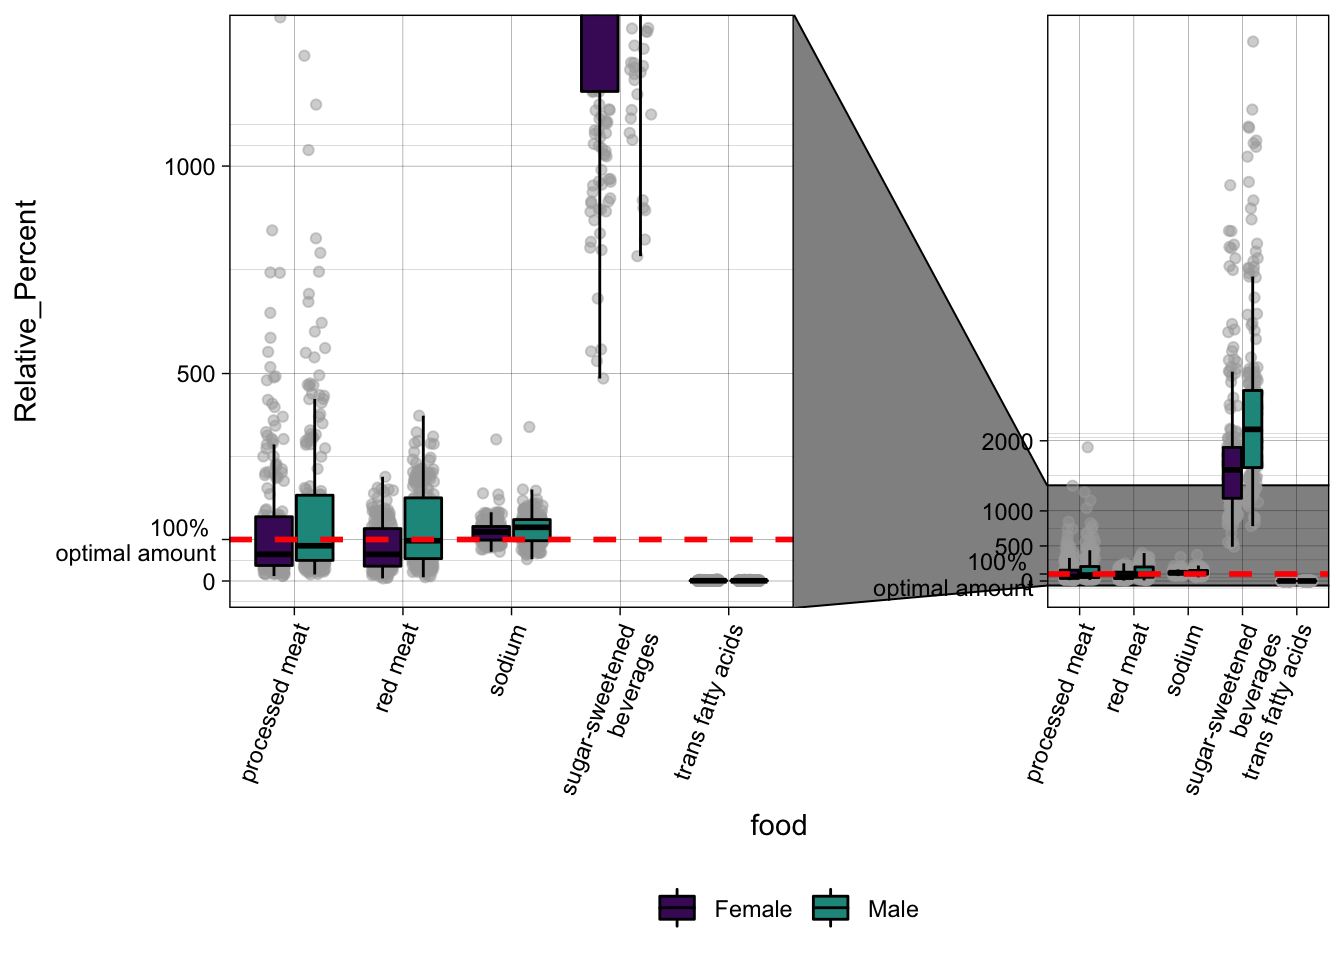 Relative_Percent
1000
500
100%
optimal amount
0
processed meat
red meat
sodium
sugar-sweetened
beverages
trans fatty acids
2000
1000
500
100%
0
optimal amount
processed meat
red meat
sodium
sugar-sweetened
beverages
trans fatty acids
food
Female
Male